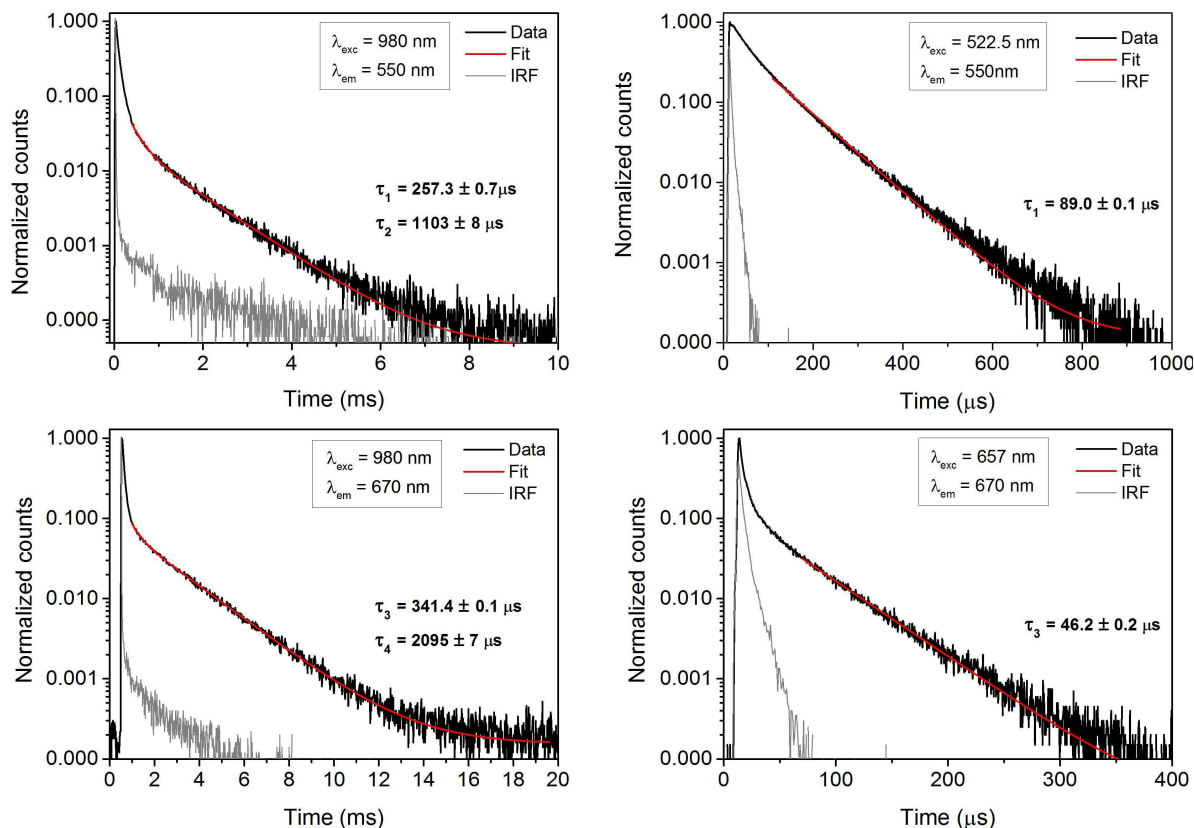 Normalized counts
1.000
0.100
0.010
0.001
0.000
λexc = 980 nm
λem = 550 nm
Data
Fit
IRF
τ1 = 257.3 ± 0.7μs
τ2 = 1103 ± 8 μs
0 2 4 6 8 10
Time (ms)
Normalized counts
1.000
0.100
0.010
0.001
0.000
λexc = 522.5 nm
λem = 550nm
Data
Fit
IRF
τ1 = 89.0 ± 0.1 μs
0 200 400 600 800 1000
Time (μs)
Normalized counts
1.000
0.100
0.010
0.001
0.000
λexc = 980 nm
λem = 670 nm
Data
Fit
IRF
τ3 = 341.4 ± 0.1 μs
τ4 = 2095 ± 7 μs
0 2 4 6 8 10 12 14 16 18 20
Time (ms)
Normalized counts
1.000
0.100
0.010
0.001
0.000
λexc = 657 nm
λem = 670 nm
Data
Fit
IRF
τ3 = 46.2 ± 0.2 μs
0 100 200 300 400
Time (μs)